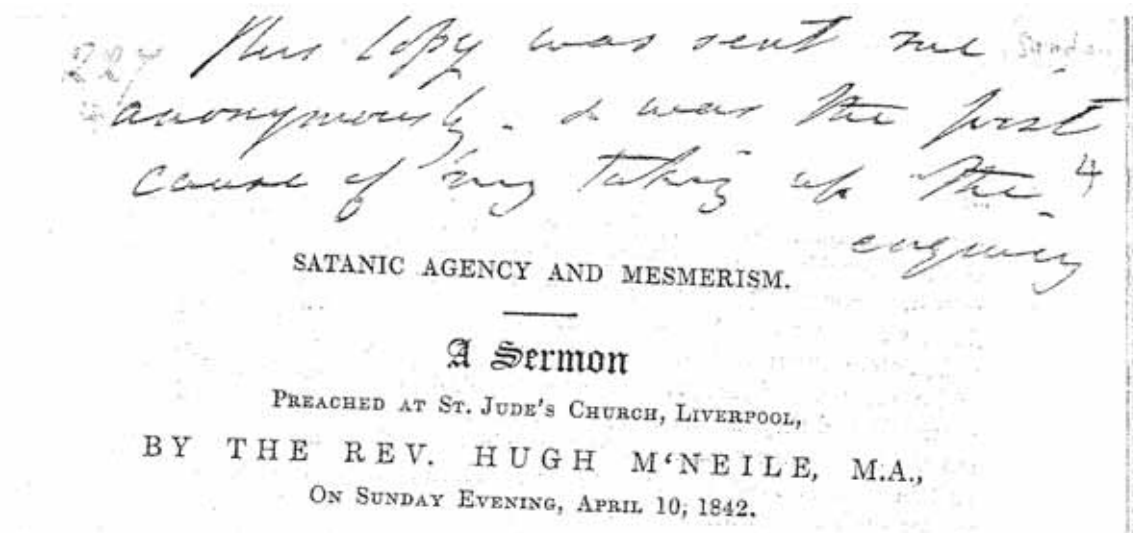 This Copy was sent me
anonymously. & was the first
cause of my taking up the
enquiry
SATANIC AGENCY AND MESMERISM.
A Sermon
PREACHED AT ST. JUDE'S CHURCH, LIVERPOOL,
BY THE REV. HUGH M‘NEILE, M.A.,
ON SUNDAY EVENING, APRIL 10, 1842.